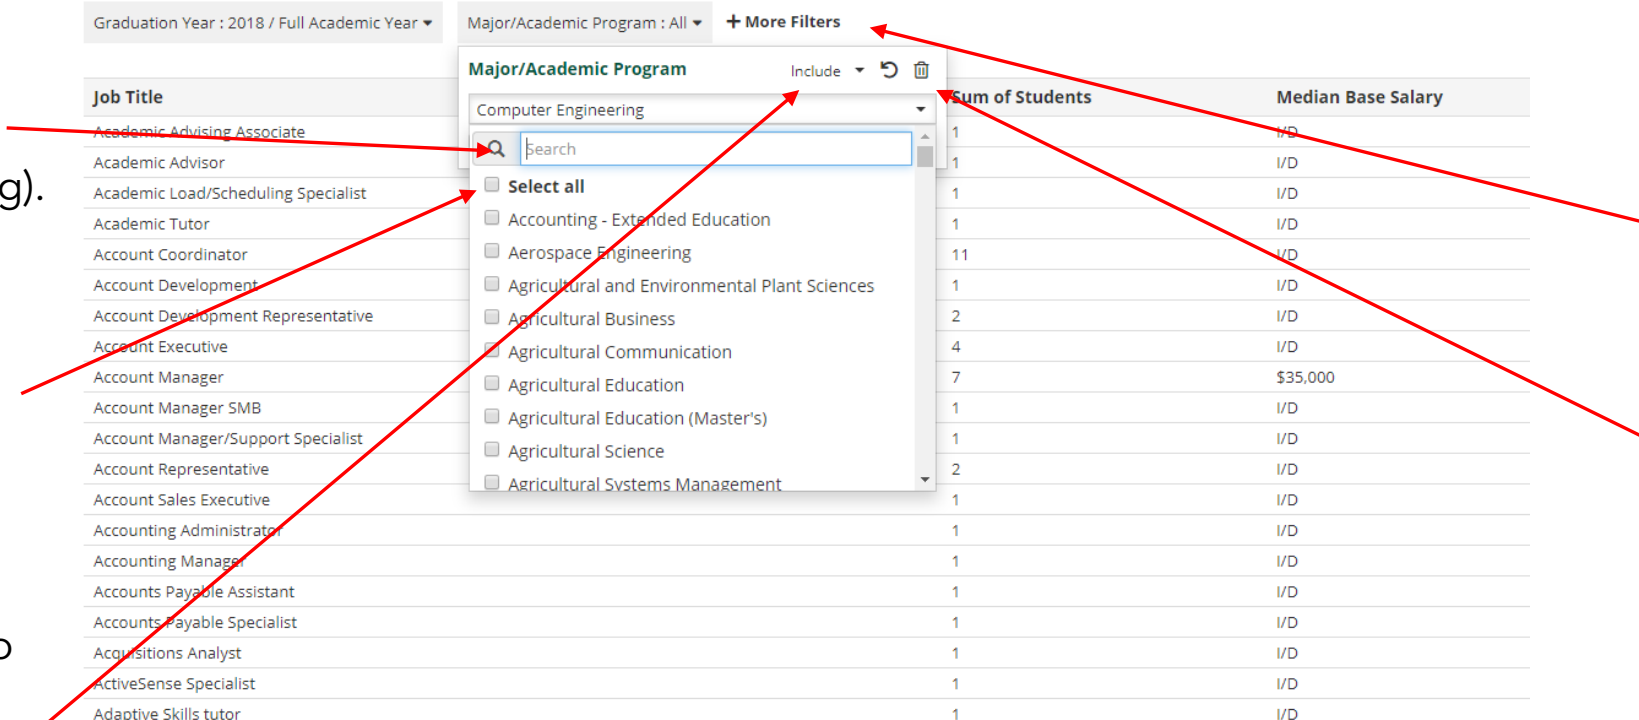 Graduation Year : 2018 / Full Academic Year Major/Academic Program : All + More Filters
Major/Academic Program Include
Job Title Sum of Students Median Base Salary
Computer Engineering
Academic Advising Associate 1 I/D
Search
Academic Advisor 1 I/D
Select all
g).
Academic Load/Scheduling Specialist 1 I/D
Accounting - Extended Education
Academic Tutor 1 I/D
Aerospace Engineering
Account Coordinator 11 I/D
Agricultural and Environmental Plant Sciences
Account Development 1 I/D
Agricultural Business
Account Development Representative 2 I/D
Agricultural Communication
Account Executive 4 I/D
Agricultural Education
Account Manager 7 $35,000
Agricultural Education (Master's)
Account Manager SMB 1 I/D
Agricultural Science
Account Manager/Support Specialist 1 I/D
Account Representative 2 I/D
Agricultural Systems Management
Account Sales Executive 1 I/D
Accounting Administrator 1 I/D
Accounting Manager 1 I/D
Accounts Payable Assistant 1 I/D
Accounts Payable Specialist 1 I/D
Acquisitions Analyst 1 I/D
ActiveSense Specialist 1 I/D
Adaptive Skills tutor 1 I/D